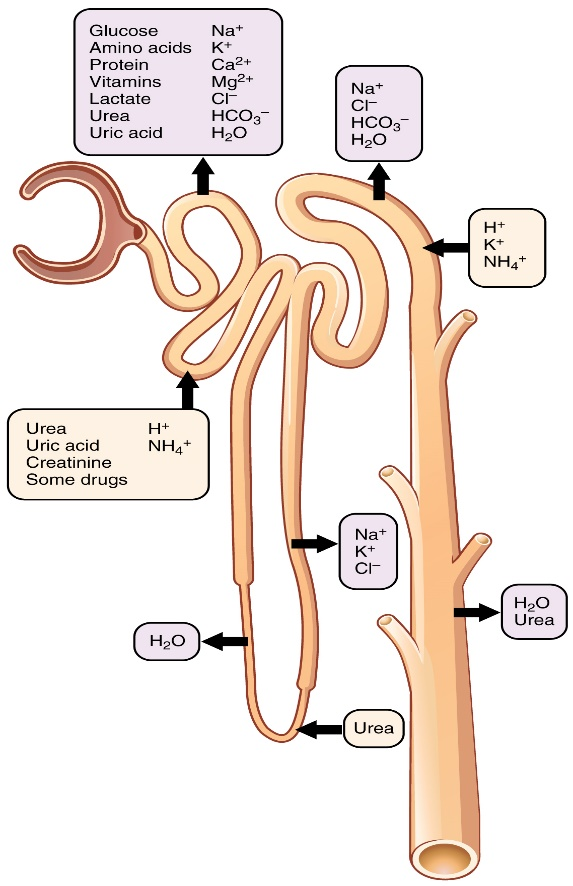 Glucose Na⁺
Amino acids K⁺
Protein Ca²⁺
Vitamins Mg²⁺
Lactate Cl⁻
Urea HCO₃⁻
Uric acid H₂O
Na⁺
Cl⁻
HCO₃⁻
H₂O
H⁺
K⁺
NH₄⁺
Urea H⁺
Uric acid NH₄⁺
Creatinine
Some drugs
Na⁺
K⁺
Cl⁻
H₂O
Urea
H₂O
Urea